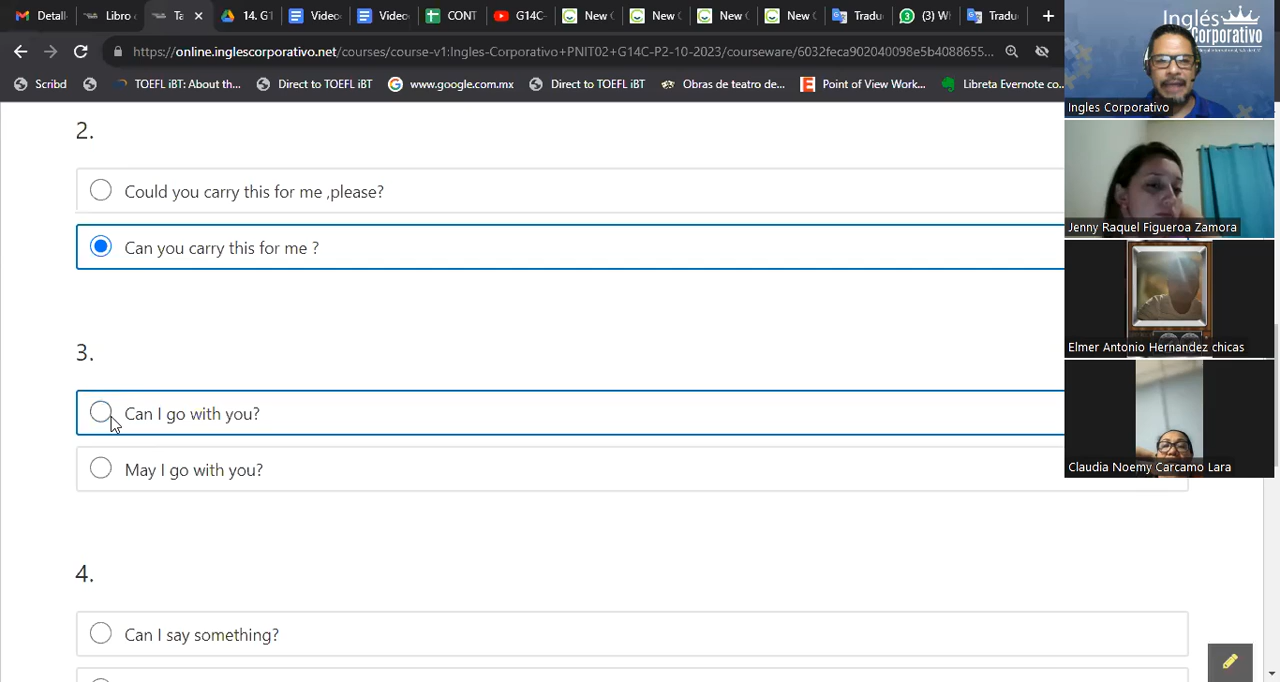 Detall
Libro
Ta
14. G1
Video
Video
CONT
G14C-
New
New
New
New
Tradu
(3) W
Tradu
https://online.inglescorporativo.net/courses/course-v1:Ingles-Corporativo+PNIT02+G14C-P2-10-2023/courseware/6032feca902040098e5b4088655...
Scribd
TOEFL iBT: About th...
Direct to TOEFL iBT
www.google.com.mx
Direct to TOEFL iBT
Obras de teatro de...
Point of View Work...
Libreta Evernote co...
Inglés
Corporativo
Ingles Corporativo
2.
Could you carry this for me ,please?
Can you carry this for me ?
Jenny Raquel Figueroa Zamora
3.
Can I go with you?
May I go with you?
Elmer Antonio Hernandez chicas
Claudia Noemy Carcamo Lara
4.
Can I say something?